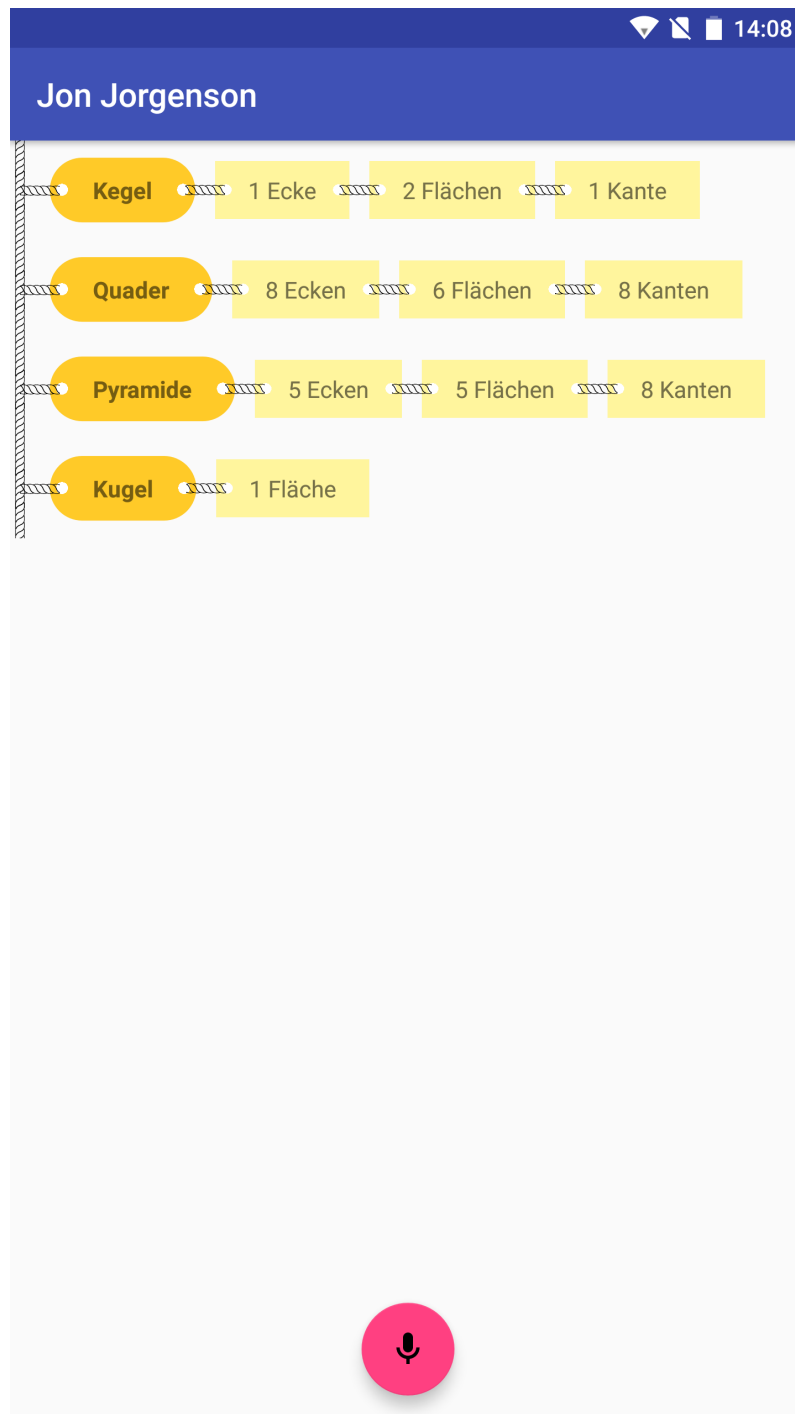 14:08
Jon Jorgenson
Kegel 1 Ecke 2 Flächen 1 Kante
Quader 8 Ecken 6 Flächen 8 Kanten
Pyramide 5 Ecken 5 Flächen 8 Kanten
Kugel 1 Fläche